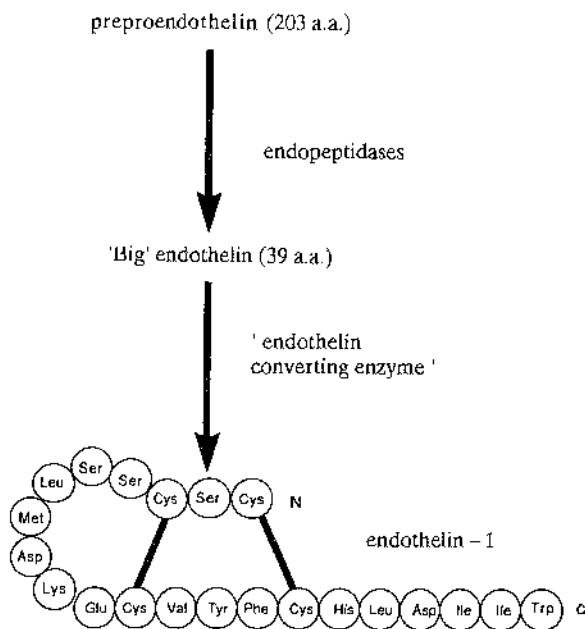 preproendothelin (203 a.a.)
endopeptidases
'Big' endothelin (39 a.a.)
' endothelin
converting enzyme '
Leu Ser Ser Cys Ser Cys N
Met
Asp
Lys
endothelin – 1
Glu Cys Val Tyr Phe Cys His Leu Asp Ile Ile Trp C